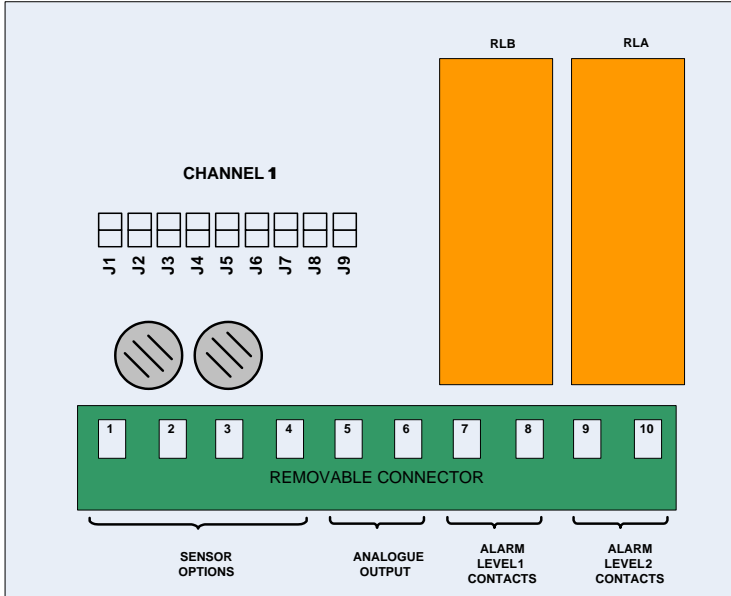 RLB RLA
CHANNEL 1
J1 J2 J3 J4 J5 J6 J7 J8 J9
1 2 3 4 5 6 7 8 9 10
REMOVABLE CONNECTOR
SENSOR
OPTIONS
ANALOGUE
OUTPUT
ALARM
LEVEL1
CONTACTS
ALARM
LEVEL2
CONTACTS